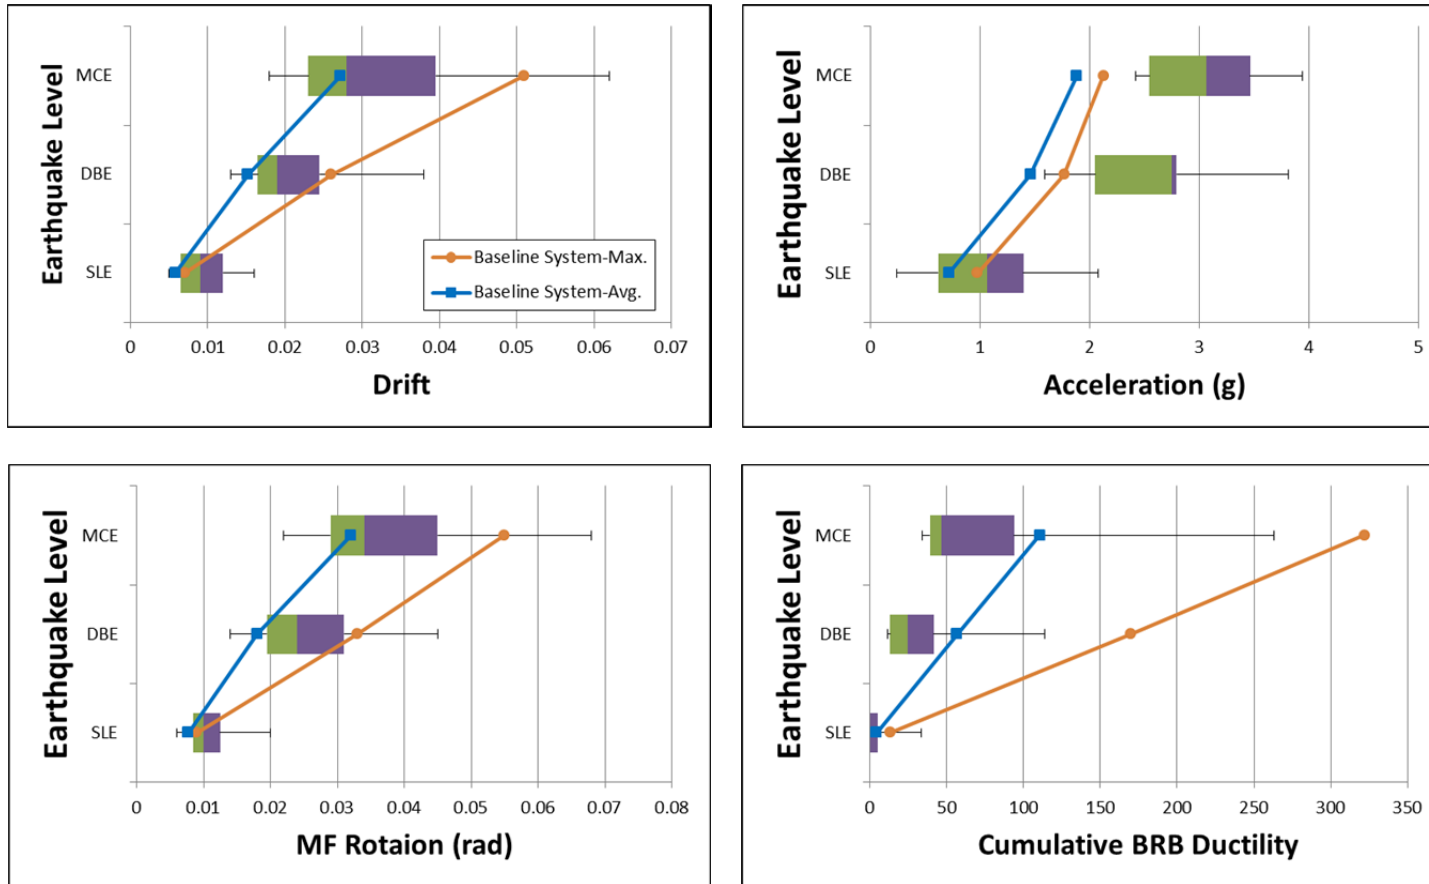 Earthquake Level
MCE
DBE
SLE
Baseline System-Max.
Baseline System-Avg.
0 0.01 0.02 0.03 0.04 0.05 0.06 0.07
Drift
Earthquake Level
MCE
DBE
SLE
0 1 2 3 4 5
Acceleration (g)
Earthquake Level
MCE
DBE
SLE
0 0.01 0.02 0.03 0.04 0.05 0.06 0.07 0.08
MF Rotaion (rad)
Earthquake Level
MCE
DBE
SLE
0 50 100 150 200 250 300 350
Cumulative BRB Ductility